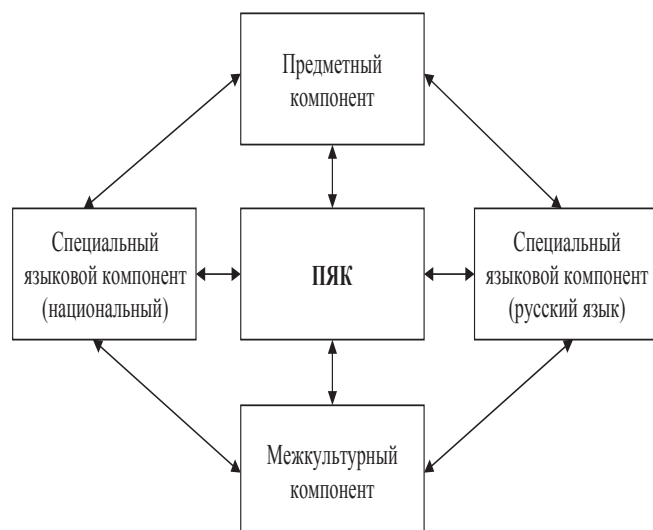 Предметный
компонент
Специальный
языковой компонент
(национальный)
ПЯК
Специальный
языковой компонент
(русский язык)
Межкультурный
компонент